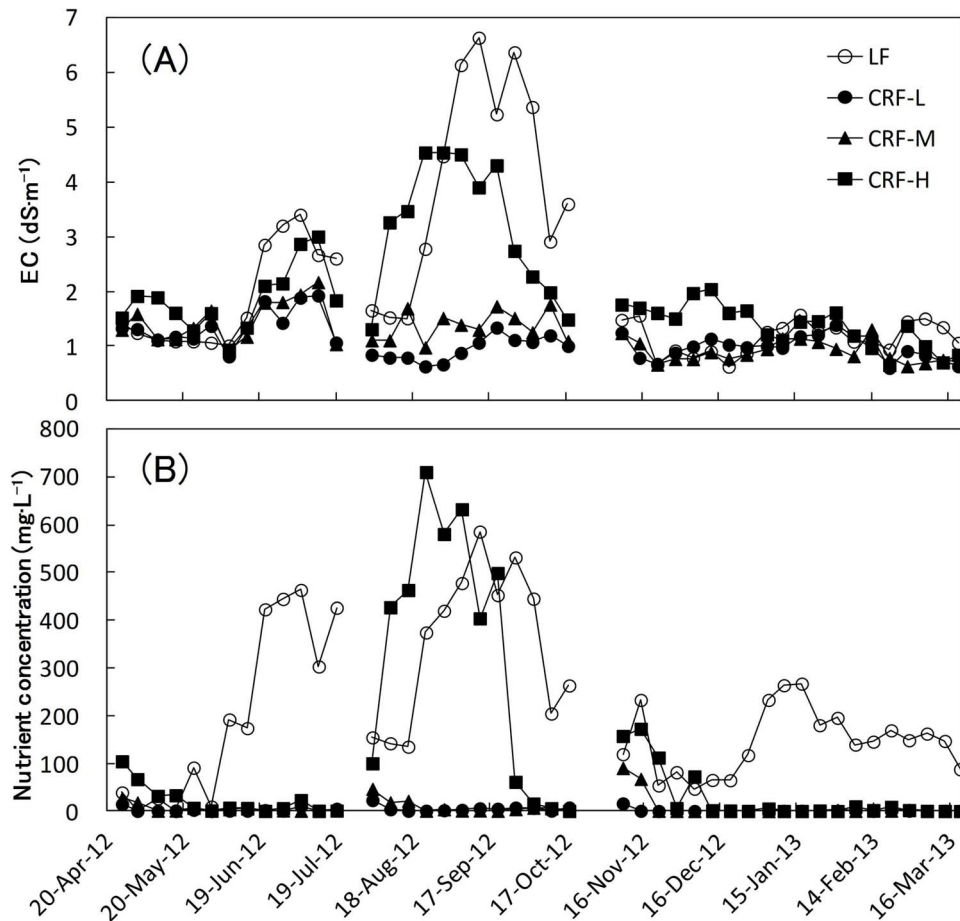 7
(A)
LF
6
CRF-L
5
CRF-M
4
CRF-H
EC (dS·m⁻¹)
3
2
1
0
800
(B)
700
600
500
Nutrient concentration (mg·L⁻¹)
400
300
200
100
0
20-Apr-12
20-May-12
19-Jun-12
19-Jul-12
18-Aug-12
17-Sep-12
17-Oct-12
16-Nov-12
16-Dec-12
15-Jan-13
14-Feb-13
16-Mar-13